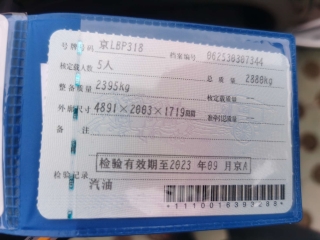 号牌号码 京LBP318 档案编号
核定载人数 5人 总质量 2880kg
整备质量 2395kg 核定载质量 --
外廓尺寸 4891×2003×1719mm 准牵引总质量 --
备注
检验有效期至2023年09月京A
检验记录
汽油